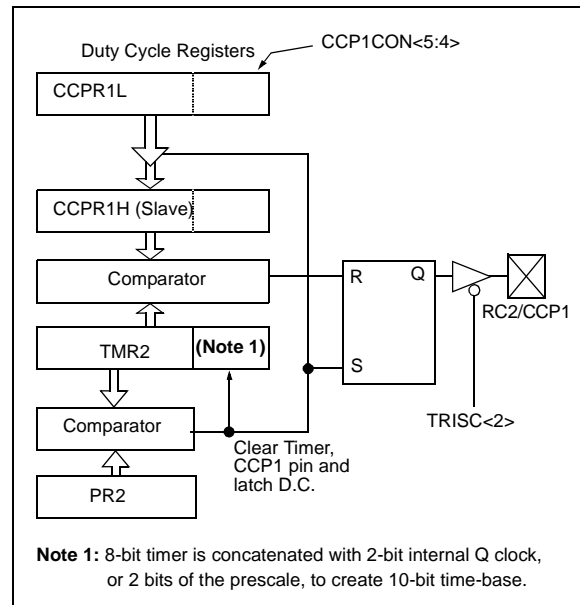 Duty Cycle Registers
CCP1CON<5:4>
CCPR1L
CCPR1H (Slave)
Comparator
R
Q
RC2/CCP1
TMR2
(Note 1)
S
TRISC<2>
Comparator
Clear Timer,
CCP1 pin and
latch D.C.
PR2
Note 1: 8-bit timer is concatenated with 2-bit internal Q clock,
or 2 bits of the prescale, to create 10-bit time-base.